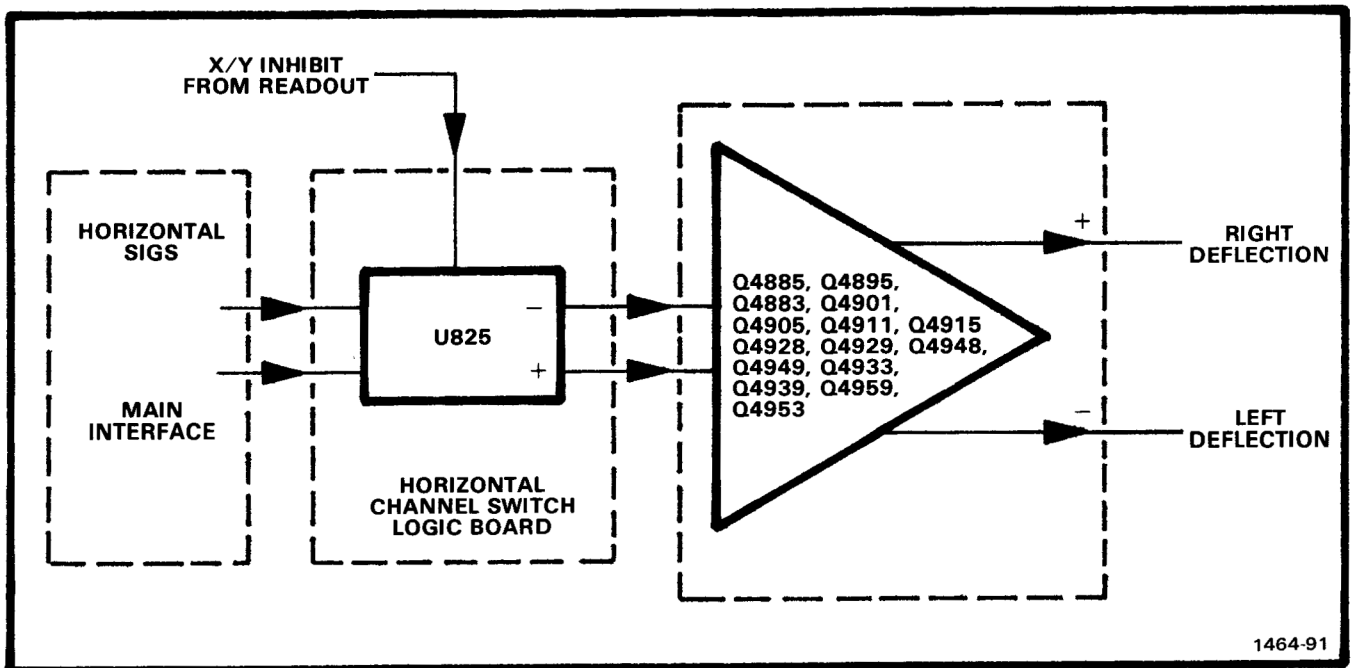 X/Y INHIBIT
FROM READOUT
HORIZONTAL
SIGS
MAIN
INTERFACE
U825
−
+
HORIZONTAL
CHANNEL SWITCH
LOGIC BOARD
Q4885, Q4895,
Q4883, Q4901,
Q4905, Q4911, Q4915
Q4928, Q4929, Q4948,
Q4949, Q4933,
Q4939, Q4959,
Q4953
+
RIGHT
DEFLECTION
−
LEFT
DEFLECTION
1464-91